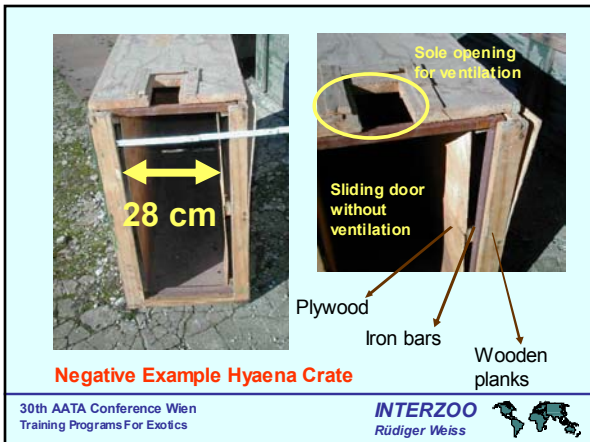 Sole opening
for ventilation
28 cm
Sliding door
without
ventilation
Plywood
Iron bars
Wooden
planks
Negative Example Hyaena Crate
30th AATA Conference Wien
Training Programs For Exotics
INTERZOO
Rüdiger Weiss